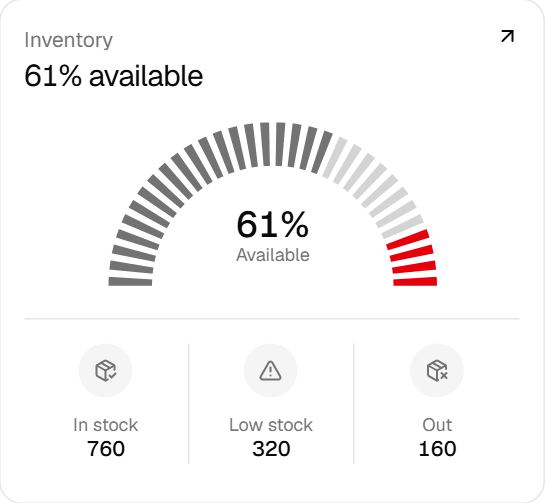 Inventory
61% available
61%
Available
In stock
760
Low stock
320
Out
160